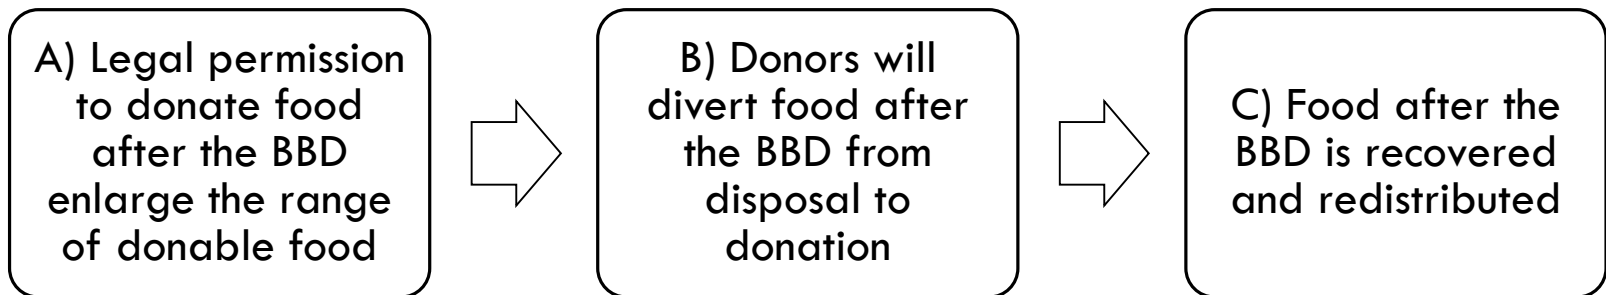 A) Legal permission
to donate food
after the BBD
enlarge the range
of donable food
B) Donors will
divert food after
the BBD from
disposal to
donation
C) Food after the
BBD is recovered
and redistributed